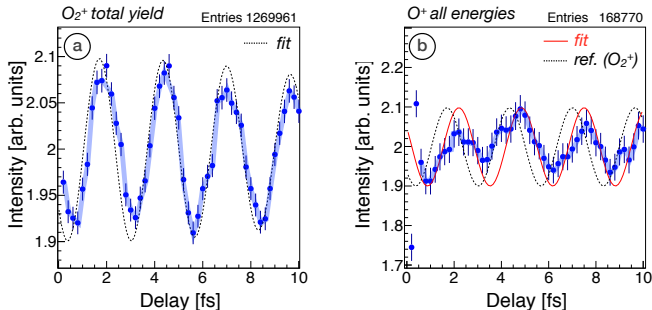 O₂⁺ total yield Entries 1269961
a
fit
Intensity [arb. units]
2.1
2.05
2
1.95
1.9
0 2 4 6 8 10
Delay [fs]
O⁺ all energies Entries 168770
b
fit
ref. (O₂⁺)
Intensity [arb. units]
2.2
2.1
2.0
1.9
1.8
1.7
0 2 4 6 8 10
Delay [fs]